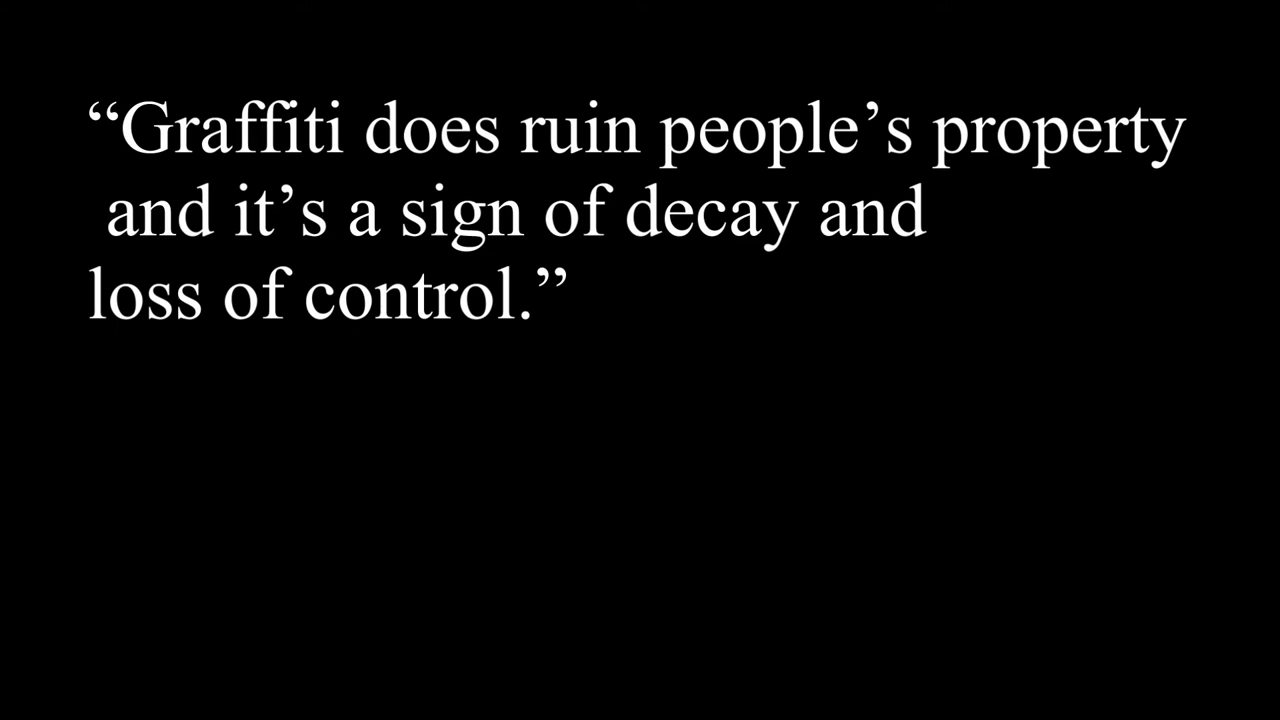 “Graffiti does ruin people’s property
and it’s a sign of decay and
loss of control.”